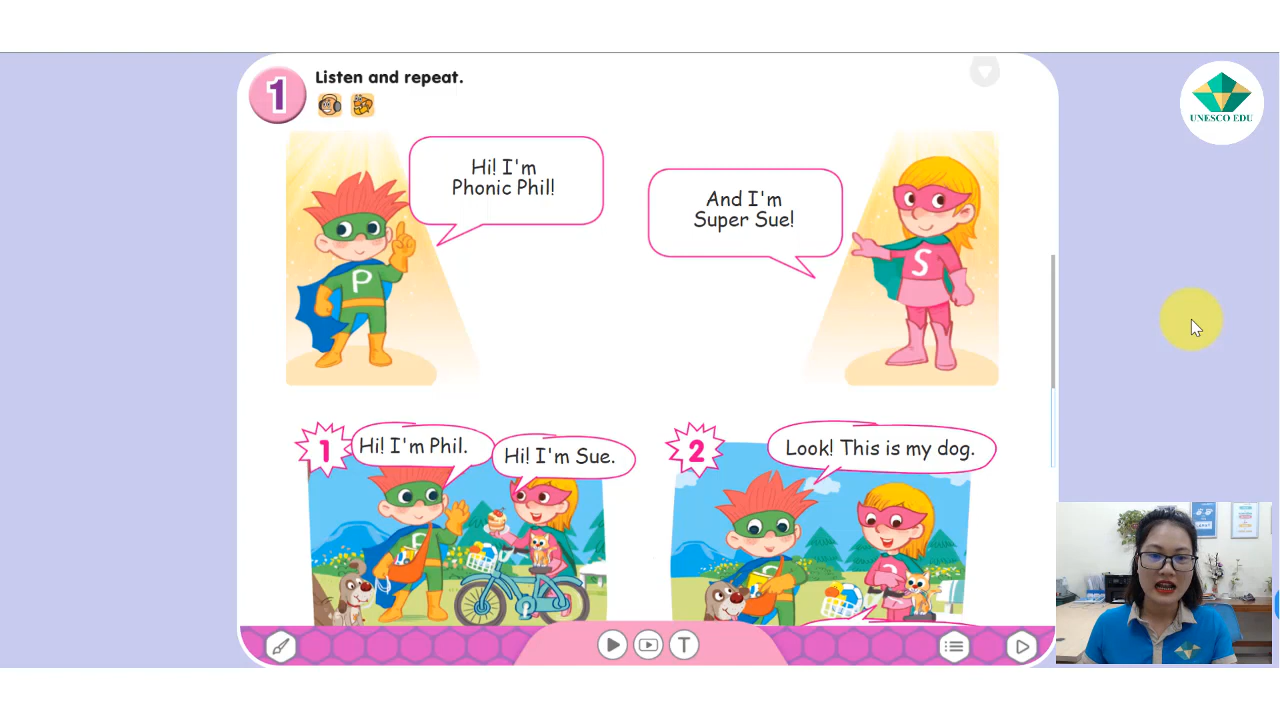 1
Listen and repeat.
UNESCO EDU
Hi! I'm
Phonic Phil!
And I'm
Super Sue!
P
S
1
Hi! I'm Phil.
Hi! I'm Sue.
2
Look! This is my dog.
T